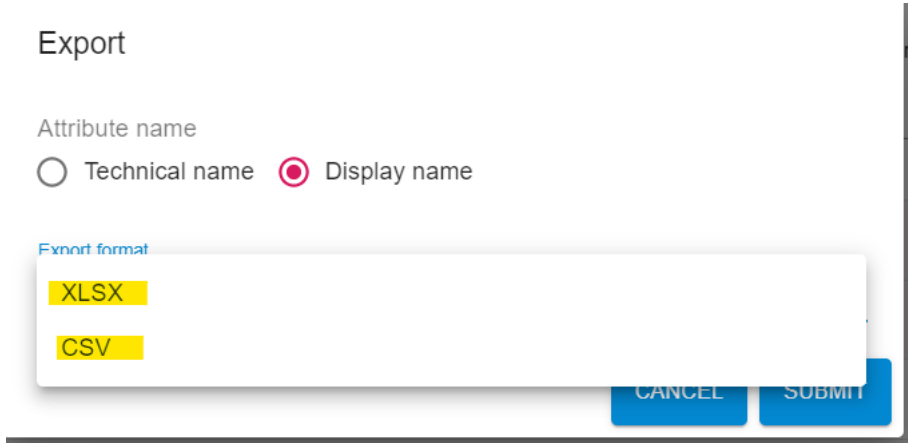 Export
Attribute name
Technical name Display name
Export format
XLSX
CSV
CANCEL SUBMIT